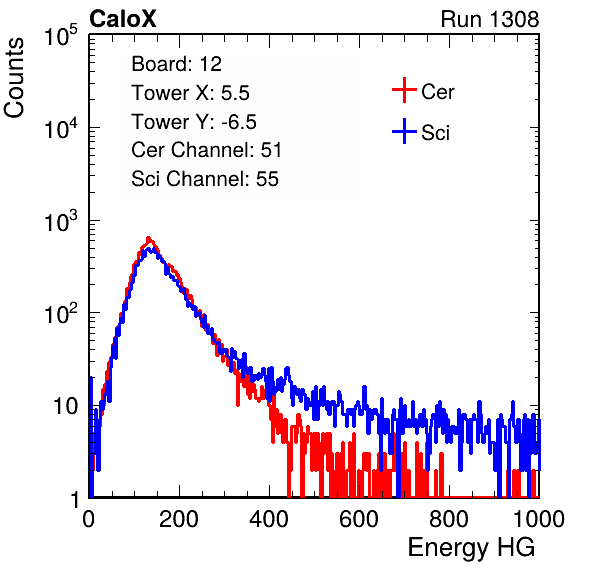 CaloX Run 1308
Counts
Board: 12
Tower X: 5.5
Tower Y: -6.5
Cer Channel: 51
Sci Channel: 55
Cer
Sci
10^5
10^4
10^3
10^2
10
1
0 200 400 600 800 1000
Energy HG